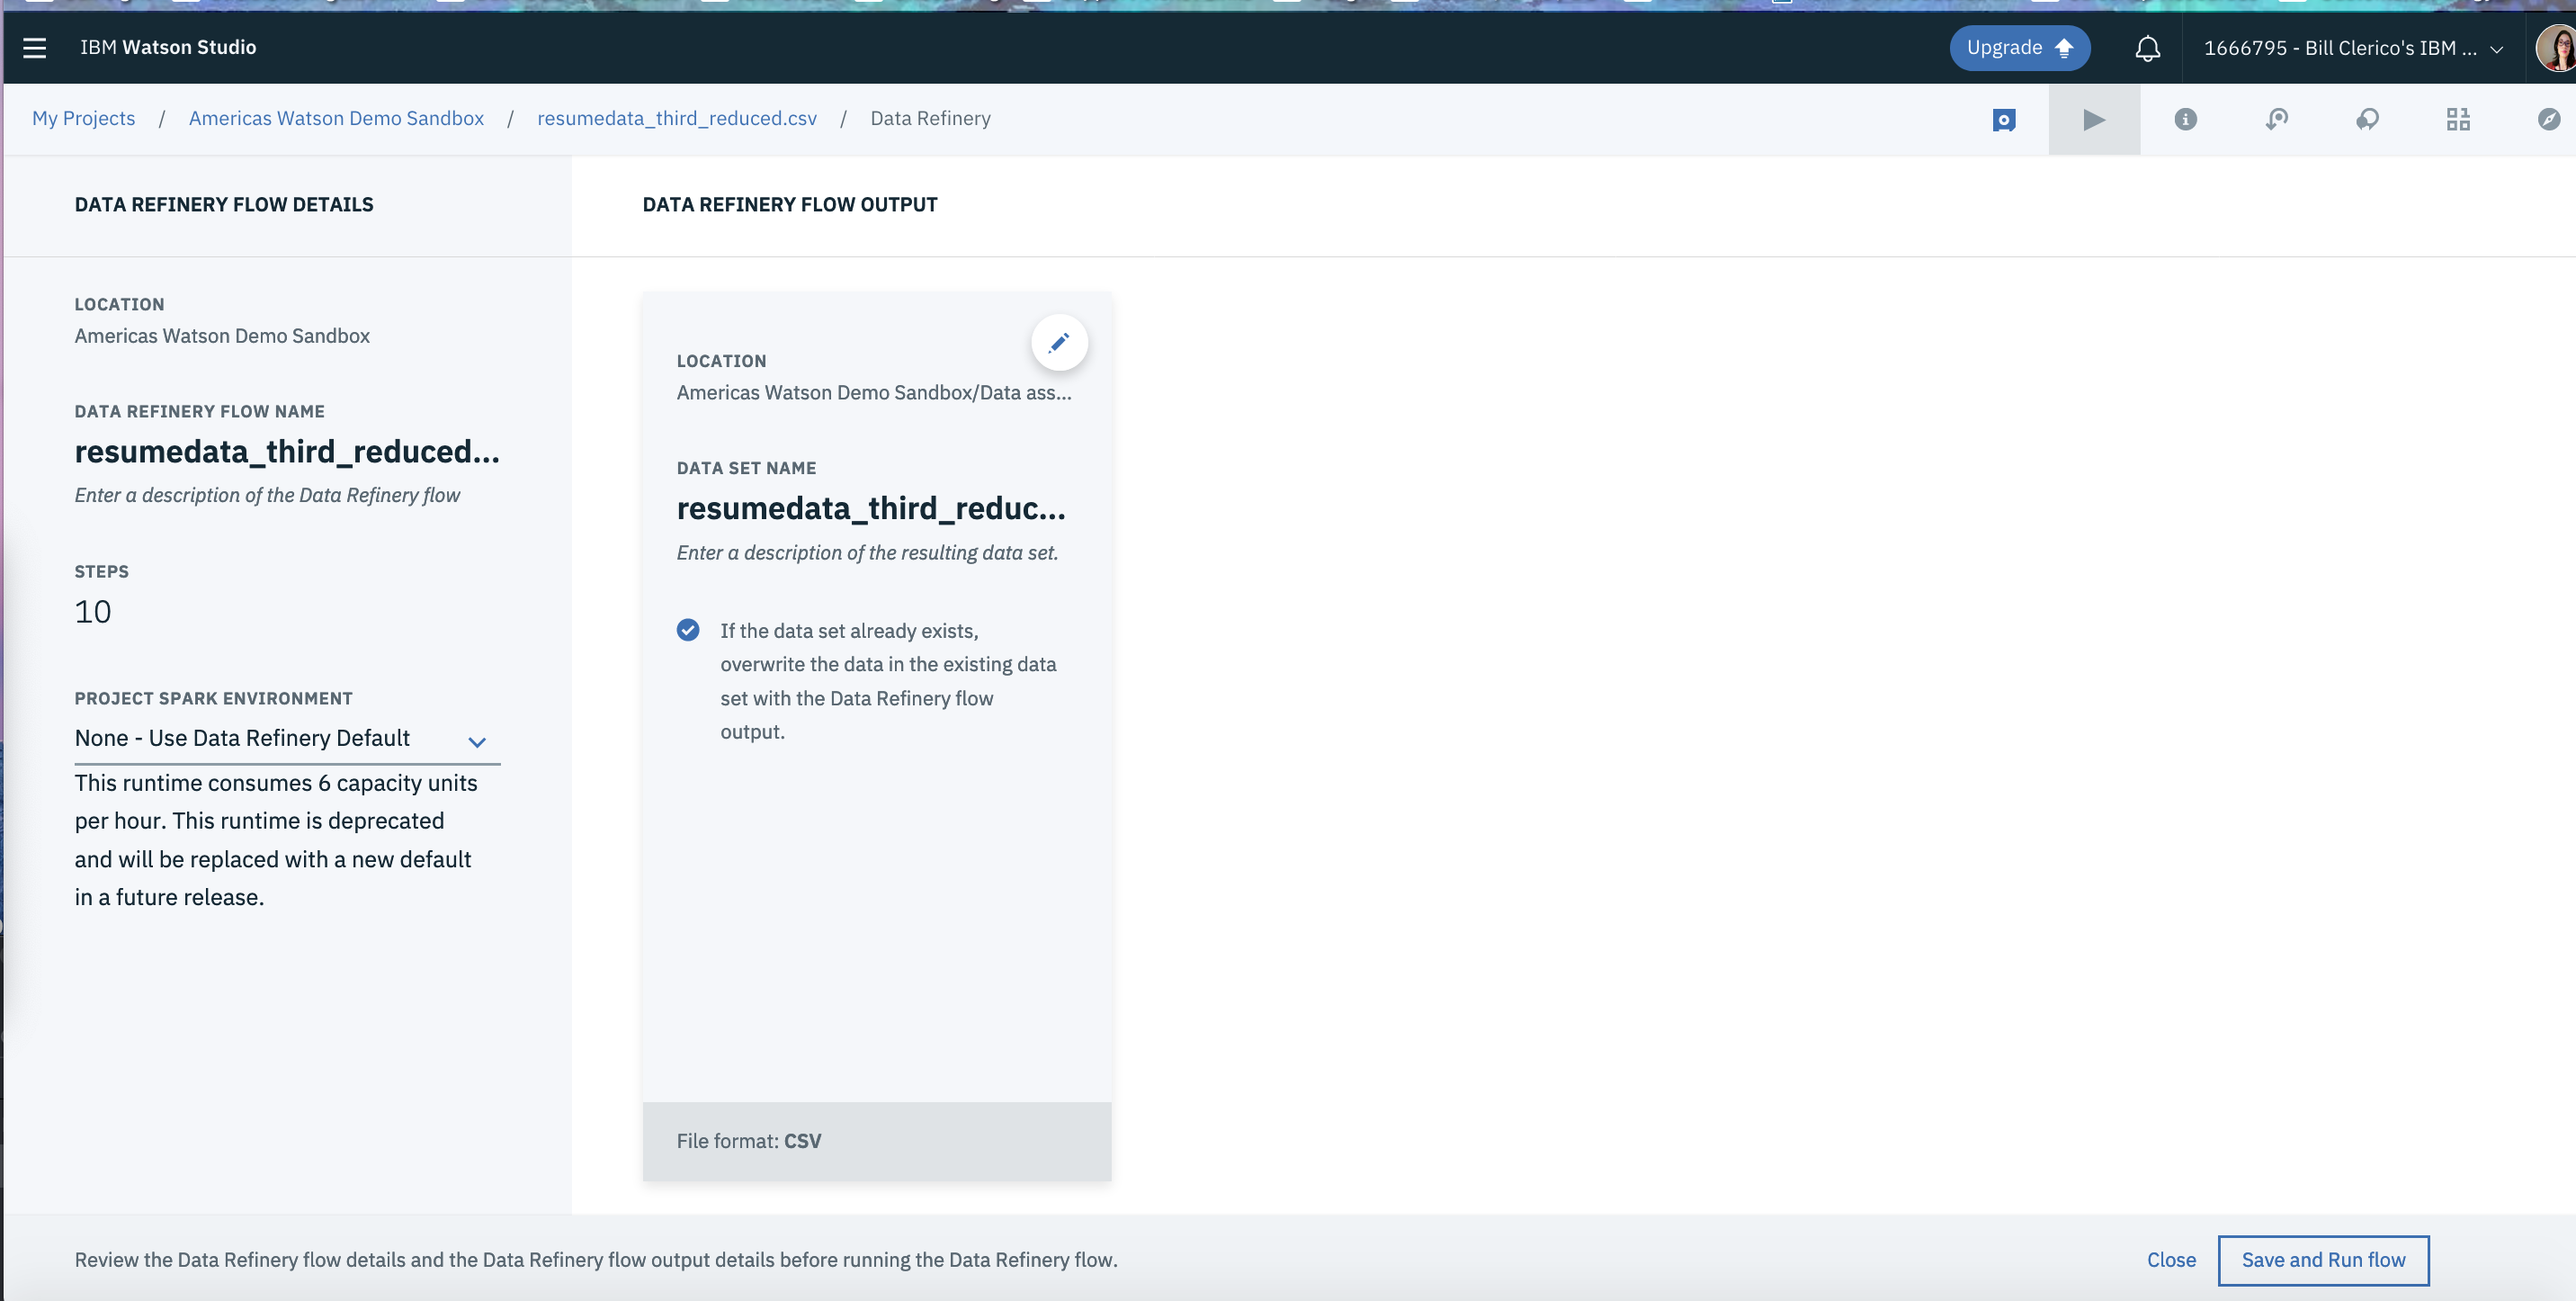 IBM Watson Studio
Upgrade
1666795 - Bill Clerico's IBM ...
My Projects / Americas Watson Demo Sandbox / resumedata_third_reduced.csv / Data Refinery
DATA REFINERY FLOW DETAILS
LOCATION
Americas Watson Demo Sandbox
DATA REFINERY FLOW NAME
resumedata_third_reduced...
Enter a description of the Data Refinery flow
STEPS
10
PROJECT SPARK ENVIRONMENT
None - Use Data Refinery Default
This runtime consumes 6 capacity units
per hour. This runtime is deprecated
and will be replaced with a new default
in a future release.
DATA REFINERY FLOW OUTPUT
LOCATION
Americas Watson Demo Sandbox/Data ass...
DATA SET NAME
resumedata_third_reduc...
Enter a description of the resulting data set.
If the data set already exists,
overwrite the data in the existing data
set with the Data Refinery flow
output.
File format: CSV
Review the Data Refinery flow details and the Data Refinery flow output details before running the Data Refinery flow.
Close
Save and Run flow